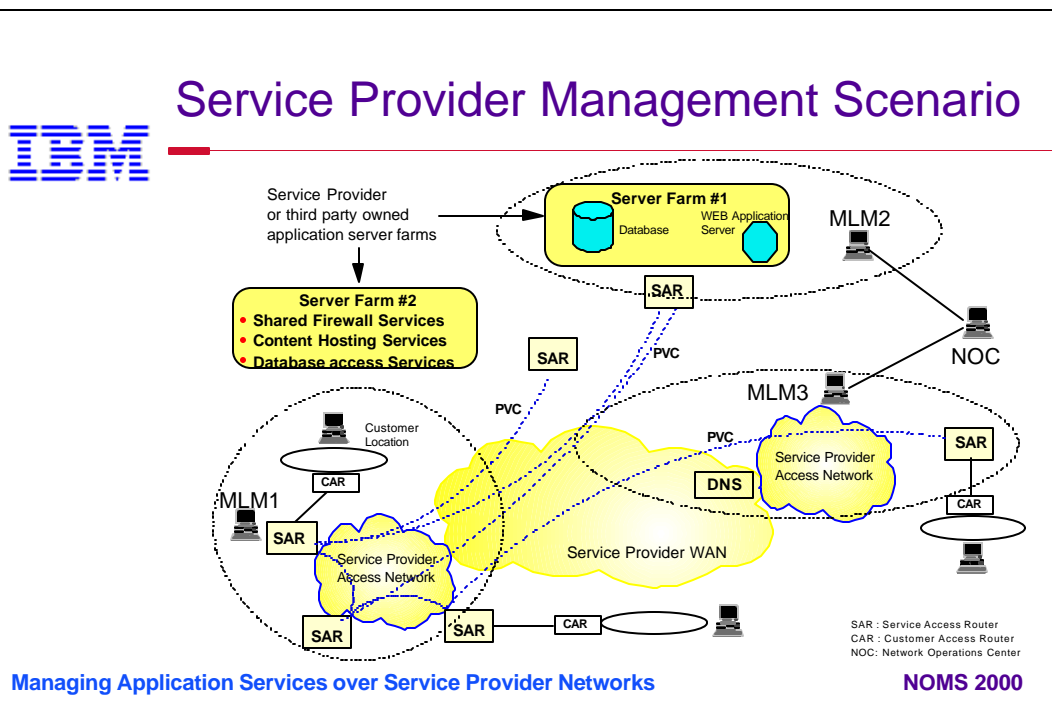 Service Provider Management Scenario
IBM
Service Provider
or third party owned
application server farms
Server Farm #1
Database
WEB Application
Server
MLM2
Server Farm #2
• Shared Firewall Services
• Content Hosting Services
• Database access Services
SAR
SAR
PVC
NOC
MLM3
PVC
Customer
Location
PVC
SAR
Service Provider
Access Network
CAR
DNS
MLM1
CAR
SAR
Service Provider WAN
Service Provider
Access Network
SAR
SAR
CAR
SAR : Service Access Router
CAR : Customer Access Router
NOC: Network Operations Center
Managing Application Services over Service Provider Networks
NOMS 2000